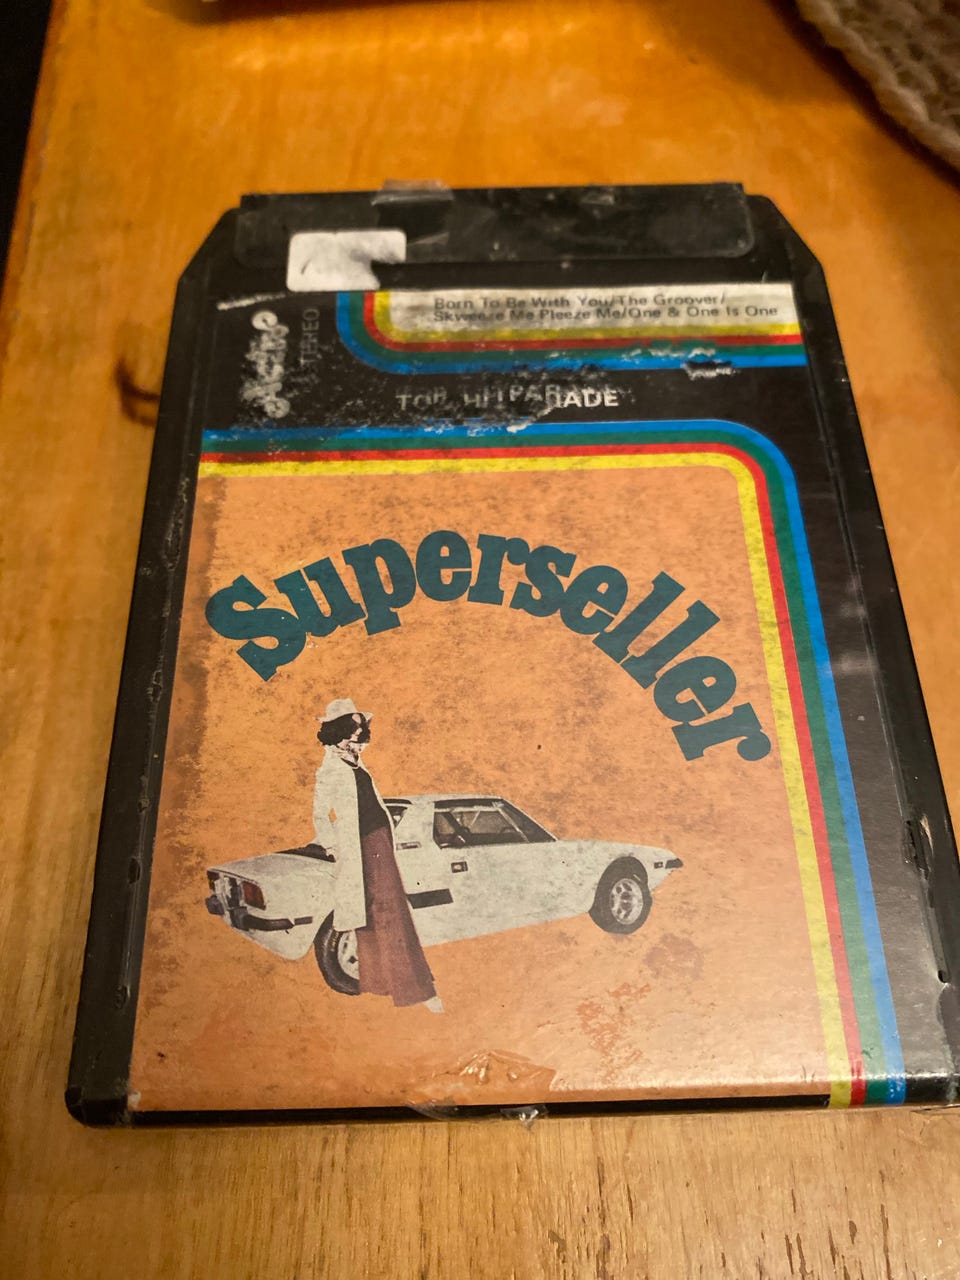 Born To Be With You/The Groover/
Skweeze Me Pleeze Me/One & One Is One
STEREO
TOP HITPARADE
Superseller